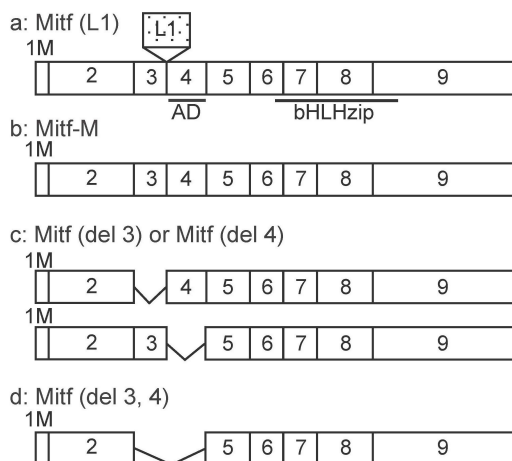 a: Mitf (L1)
L1
1M
2 3 4 5 6 7 8 9
AD bHLHzip
b: Mitf-M
1M
2 3 4 5 6 7 8 9
c: Mitf (del 3) or Mitf (del 4)
1M
2 4 5 6 7 8 9
1M
2 3 5 6 7 8 9
d: Mitf (del 3, 4)
1M
2 5 6 7 8 9